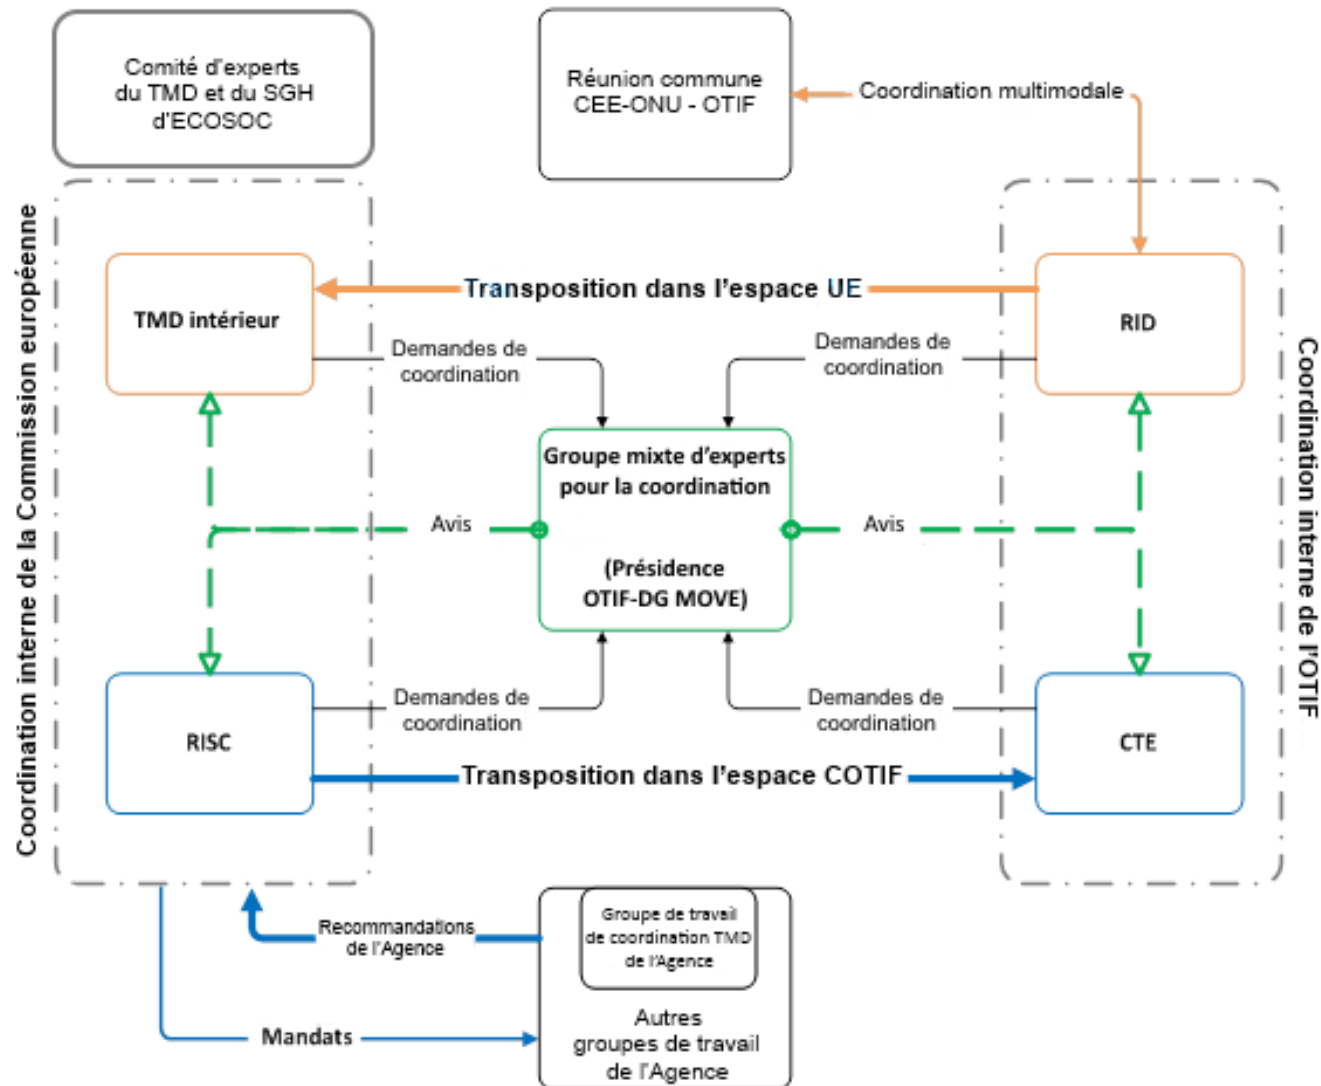 Comité d'experts
du TMD et du SGH
d'ECOSOC
Réunion commune
CEE-ONU - OTIF
Coordination multimodale
Coordination interne de la Commission européenne
TMD intérieur
Transposition dans l'espace UE
RID
Demandes de
coordination
Demandes de
coordination
Groupe mixte d'experts
pour la coordination
(Présidence
OTIF-DG MOVE)
Avis
Avis
Coordination interne de l'OTIF
Demandes de
coordination
Demandes de
coordination
RISC
CTE
Transposition dans l'espace COTIF
Recommandations
de l'Agence
Groupe de travail
de coordination TMD
de l'Agence
Mandats
Autres
groupes de travail
de l'Agence